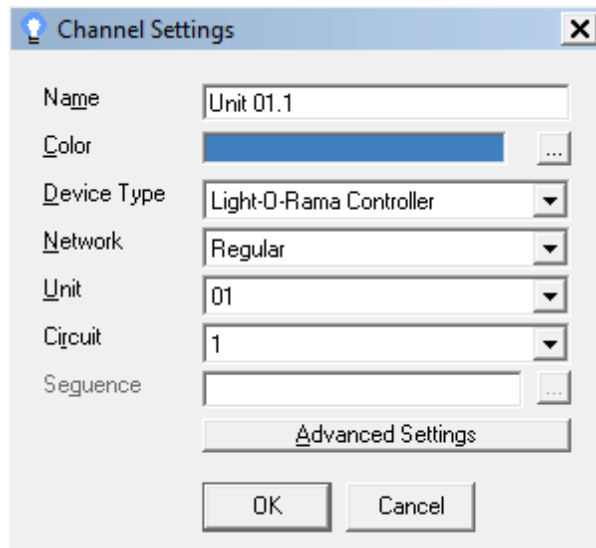 Channel Settings
Name
Unit 01.1
Color
...
Device Type
Light-O-Rama Controller
Network
Regular
Unit
01
Circuit
1
Seguence
...
Advanced Settings
OK
Cancel